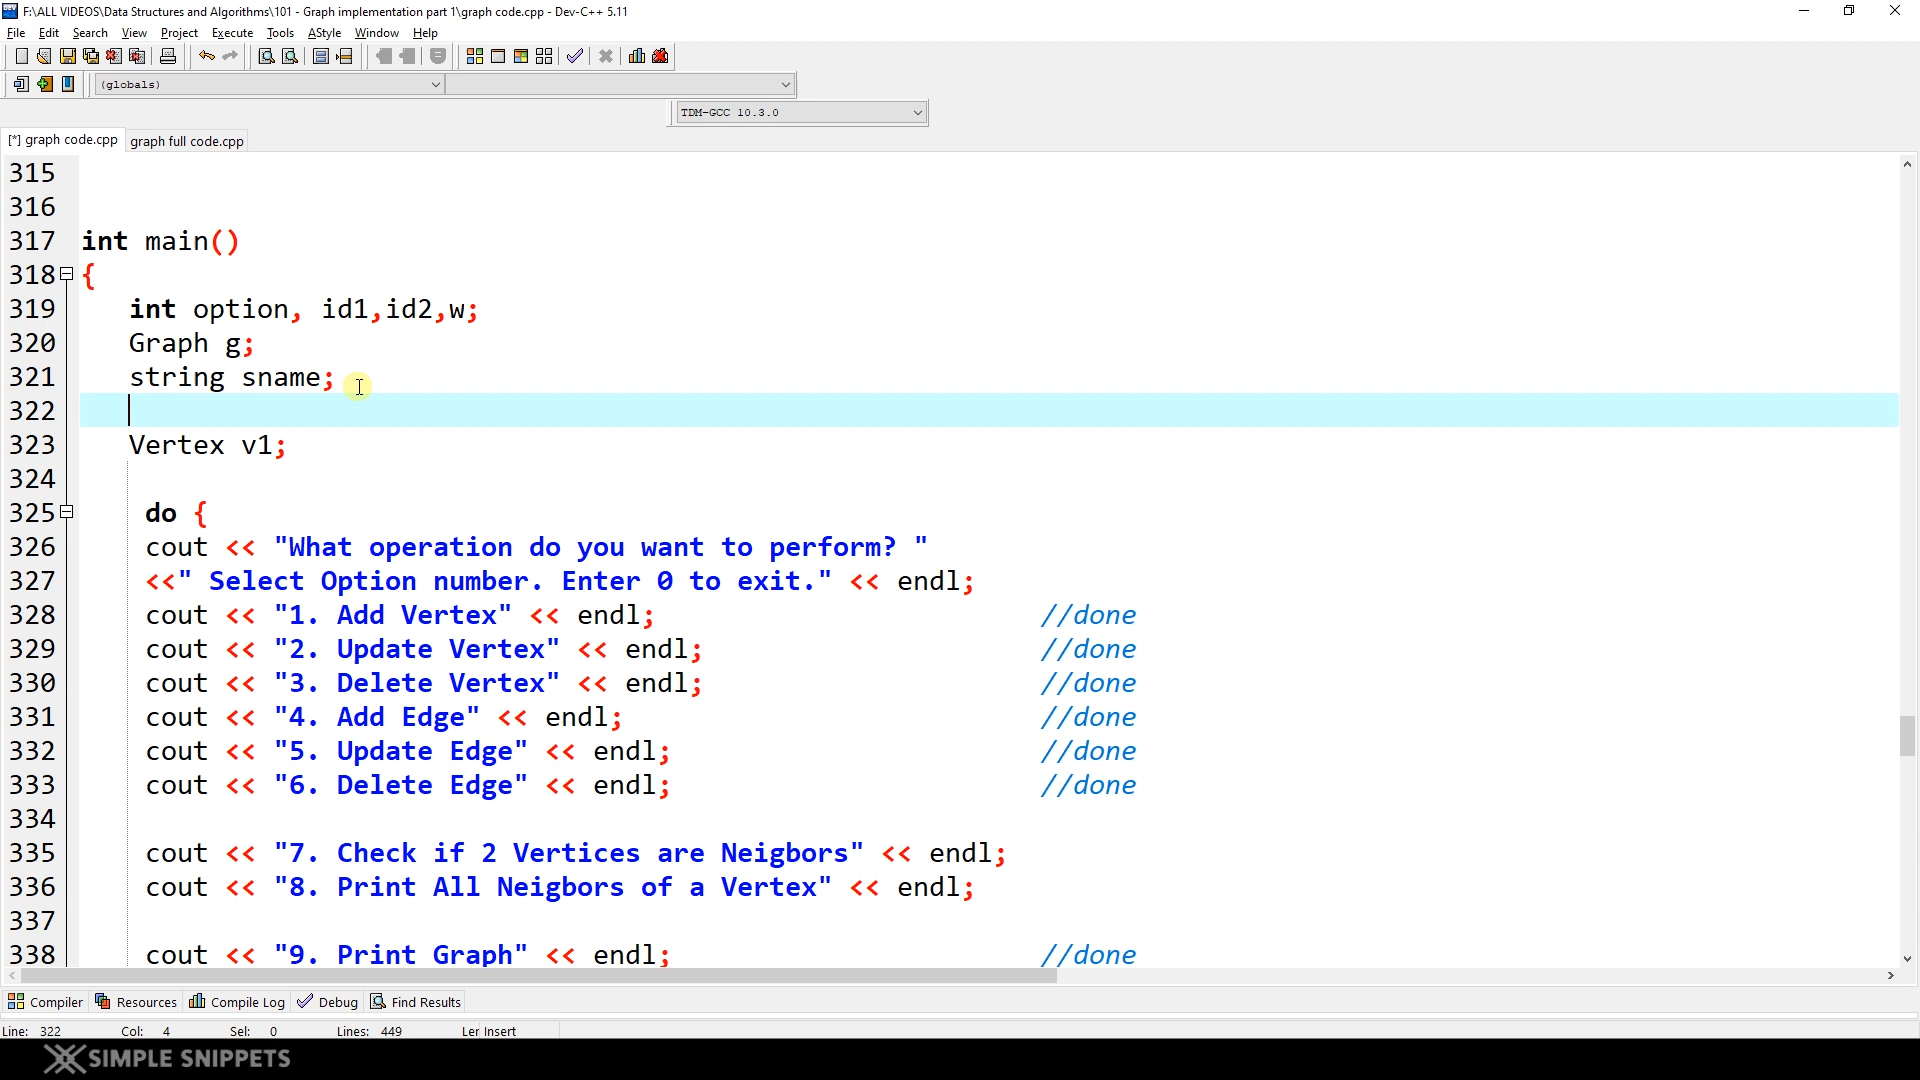 F:\ALL VIDEOS\Data Structures and Algorithms\101 - Graph implementation part 1\graph code.cpp - Dev-C++ 5.11
File Edit Search View Project Execute Tools AStyle Window Help
(globals)
TDM-GCC 10.3.0
[*] graph code.cpp graph full code.cpp
315
316
317 int main()
318 {
319 int option, id1,id2,w;
320 Graph g;
321 string sname;
322
323 Vertex v1;
324
325 do {
326 cout << "What operation do you want to perform? "
327 <<" Select Option number. Enter 0 to exit." << endl;
328 cout << "1. Add Vertex" << endl; //done
329 cout << "2. Update Vertex" << endl; //done
330 cout << "3. Delete Vertex" << endl; //done
331 cout << "4. Add Edge" << endl; //done
332 cout << "5. Update Edge" << endl; //done
333 cout << "6. Delete Edge" << endl; //done
334
335 cout << "7. Check if 2 Vertices are Neigbors" << endl;
336 cout << "8. Print All Neigbors of a Vertex" << endl;
337
338 cout << "9. Print Graph" << endl; //done
Compiler Resources Compile Log Debug Find Results
Line: 322 Col: 4 Sel: 0 Lines: 449 Ler Insert
SIMPLE SNIPPETS